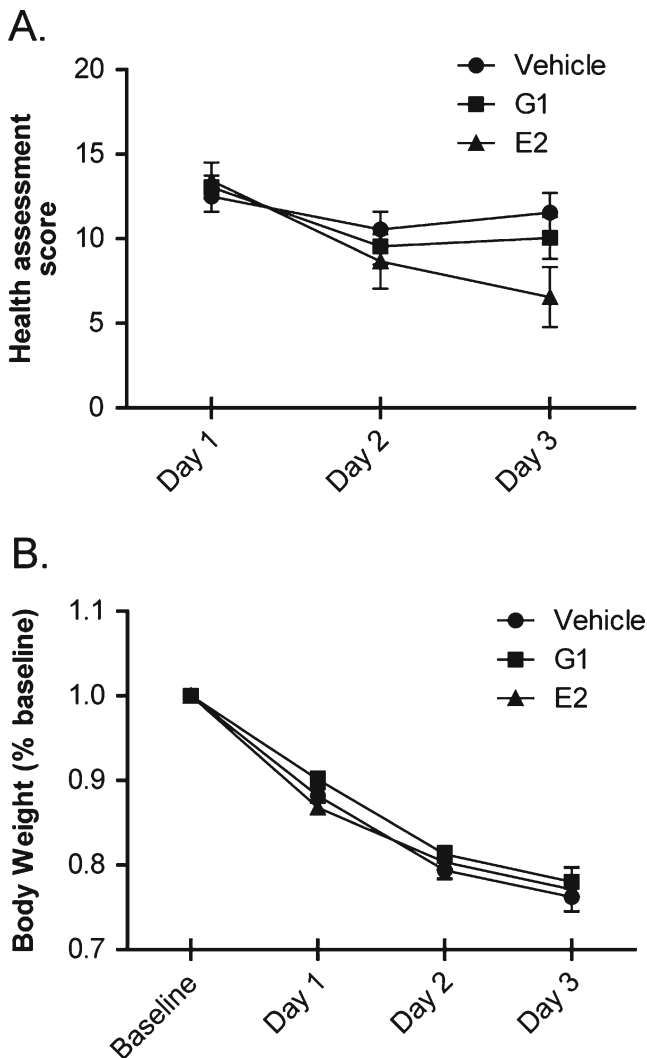 A.
Health assessment
score
20
15
10
5
0
Vehicle
G1
E2
Day 1
Day 2
Day 3
B.
Body Weight (% baseline)
1.1
1.0
0.9
0.8
0.7
Vehicle
G1
E2
Baseline
Day 1
Day 2
Day 3